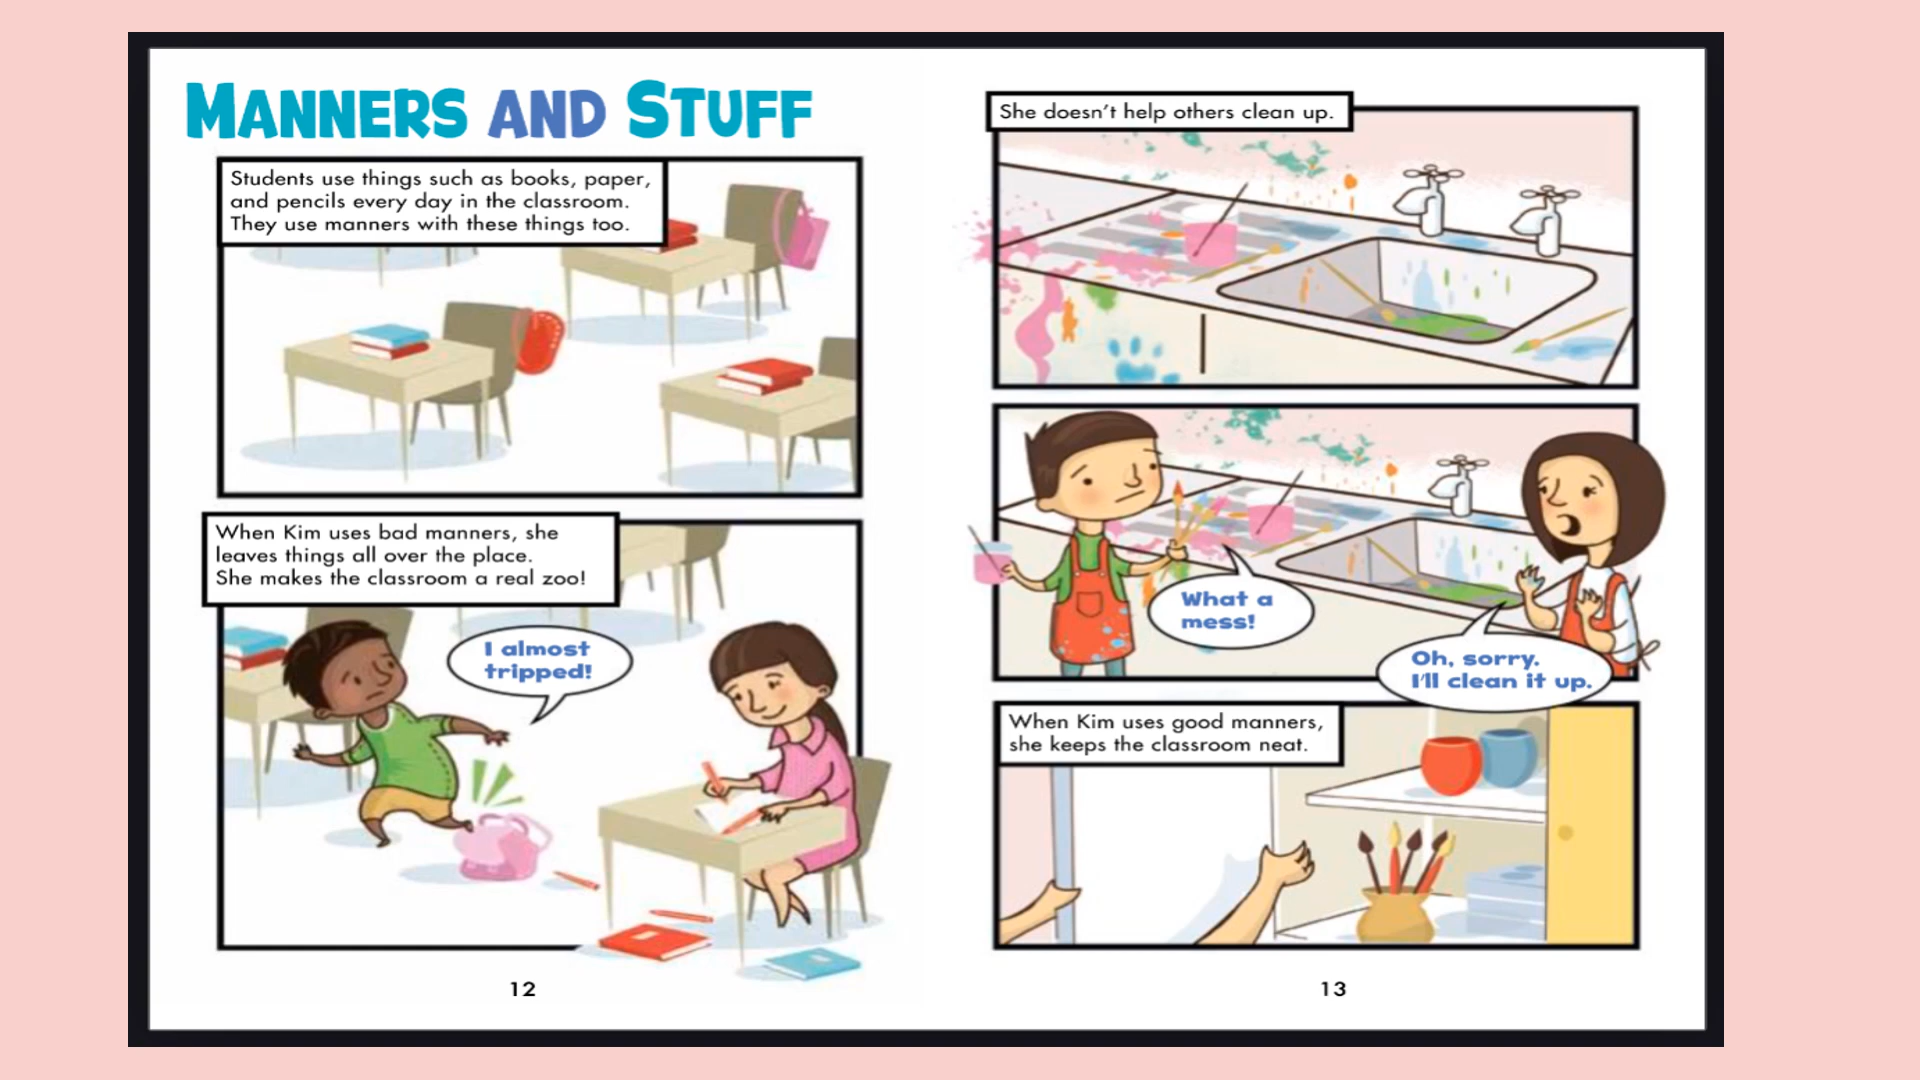 MANNERS AND STUFF
Students use things such as books, paper,
and pencils every day in the classroom.
They use manners with these things too.
When Kim uses bad manners, she
leaves things all over the place.
She makes the classroom a real zoo!
I almost
tripped!
12
She doesn't help others clean up.
What a
mess!
Oh, sorry.
I'll clean it up.
When Kim uses good manners,
she keeps the classroom neat.
13